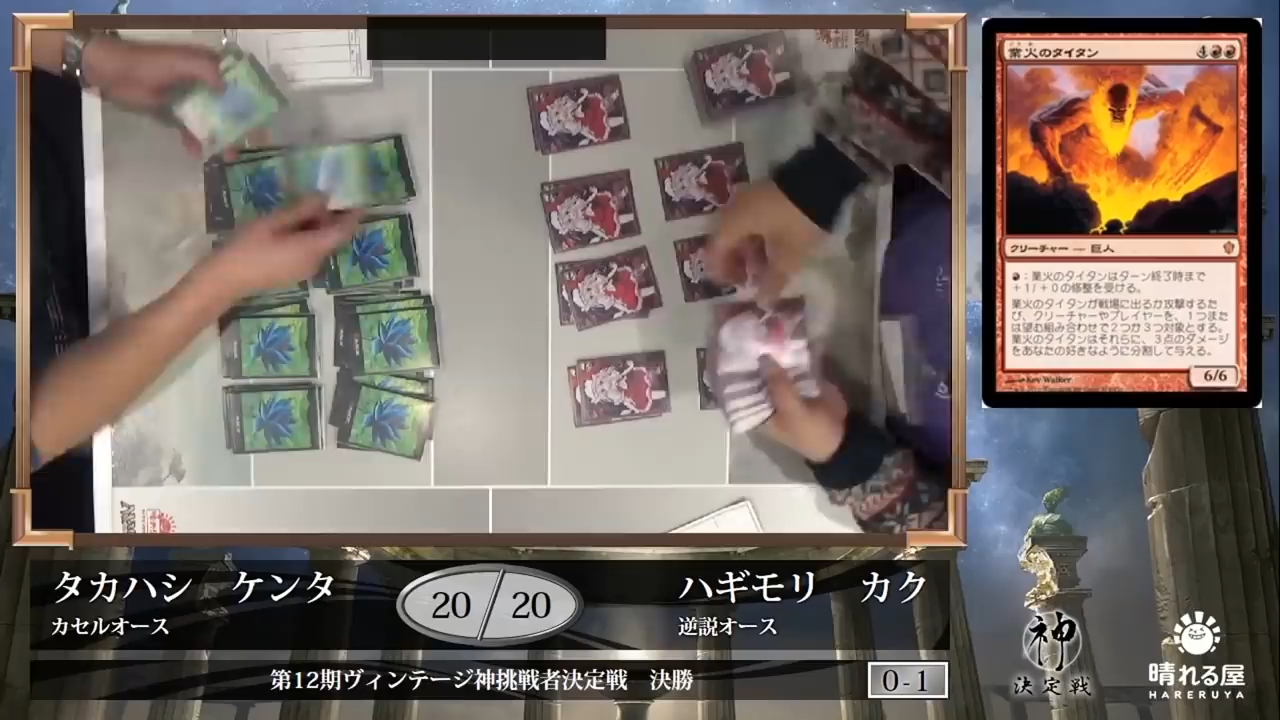 業火のタイタン 4
クリーチャー — 巨人
：業火のタイタンはターン終了時まで
+1/+0の修整を受ける。
業火のタイタンが戦場に出るか攻撃するた
び、クリーチャーやプレイヤーを、1つまた
は望む組み合わせで2つか3つ対象とする。
業火のタイタンはそれらに、3点のダメージ
をあなたの好きなように分割して与える。
Kev Walker
6/6
タカハシ ケンタ
カセルオース
20 / 20
ハギモリ カク
逆説オース
第12期ヴィンテージ神挑戦者決定戦 決勝
0-1
神
決定戦
晴れる屋
HARERUYA